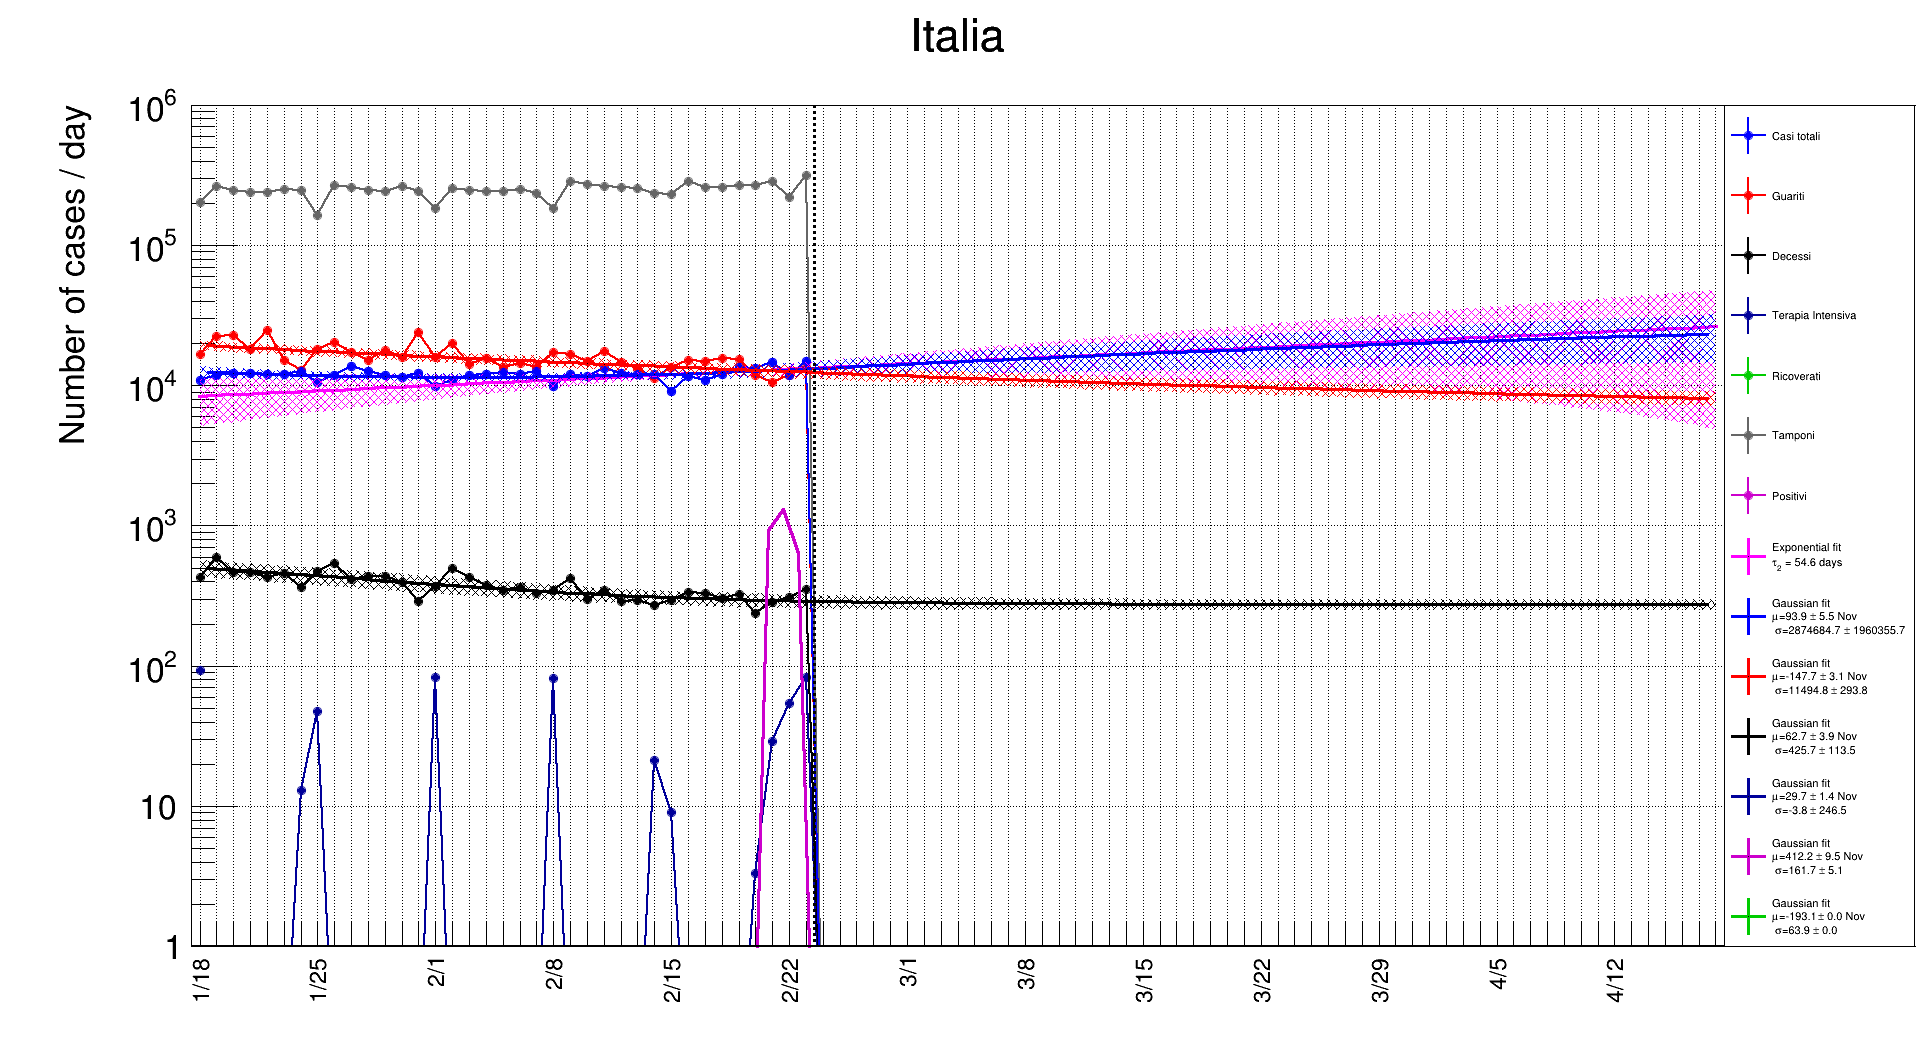 Italia
Number of cases / day
10^6
10^5
10^4
10^3
10^2
10
1
1/18
1/25
2/1
2/8
2/15
2/22
3/1
3/8
3/15
3/22
3/29
4/5
4/12
Casi totali
Guariti
Decessi
Terapia Intensiva
Ricoverati
Tamponi
Positivi
Exponential fit
τ2 = 54.6 days
Gaussian fit
μ=93.9 ± 5.5 Nov
σ=2874684.7 ± 1960355.7
Gaussian fit
μ=-147.7 ± 3.1 Nov
σ=11494.8 ± 293.8
Gaussian fit
μ=62.7 ± 3.9 Nov
σ=425.7 ± 113.5
Gaussian fit
μ=29.7 ± 1.4 Nov
σ=-3.8 ± 246.5
Gaussian fit
μ=412.2 ± 9.5 Nov
σ=161.7 ± 5.1
Gaussian fit
μ=-193.1 ± 0.0 Nov
σ=63.9 ± 0.0